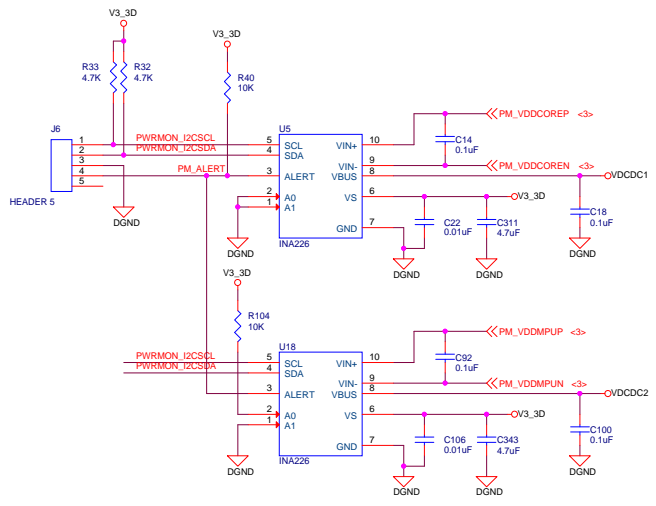 V3_3D
V3_3D
R33
4.7K
R32
4.7K
R40
10K
J6
1
2
3
4
5
HEADER 5
PWRMON_I2CSCL
PWRMON_I2CSDA
PM_ALERT
DGND
U5
5 SCL
4 SDA
3 ALERT
2 A0
1 A1
VIN+ 10
VIN- 9
VBUS 8
VS 6
GND 7
INA226
DGND
PM_VDDCOREP <3>
C14
0.1uF
PM_VDDCOREN <3>
VDCDC1
V3_3D
C22
0.01uF
C311
4.7uF
C18
0.1uF
DGND
DGND
DGND
V3_3D
R104
10K
PWRMON_I2CSCL
PWRMON_I2CSDA
U18
5 SCL
4 SDA
3 ALERT
2 A0
1 A1
VIN+ 10
VIN- 9
VBUS 8
VS 6
GND 7
INA226
DGND
PM_VDDMPUP <3>
C92
0.1uF
PM_VDDMPUN <3>
VDCDC2
V3_3D
C106
0.01uF
C343
4.7uF
C100
0.1uF
DGND
DGND
DGND